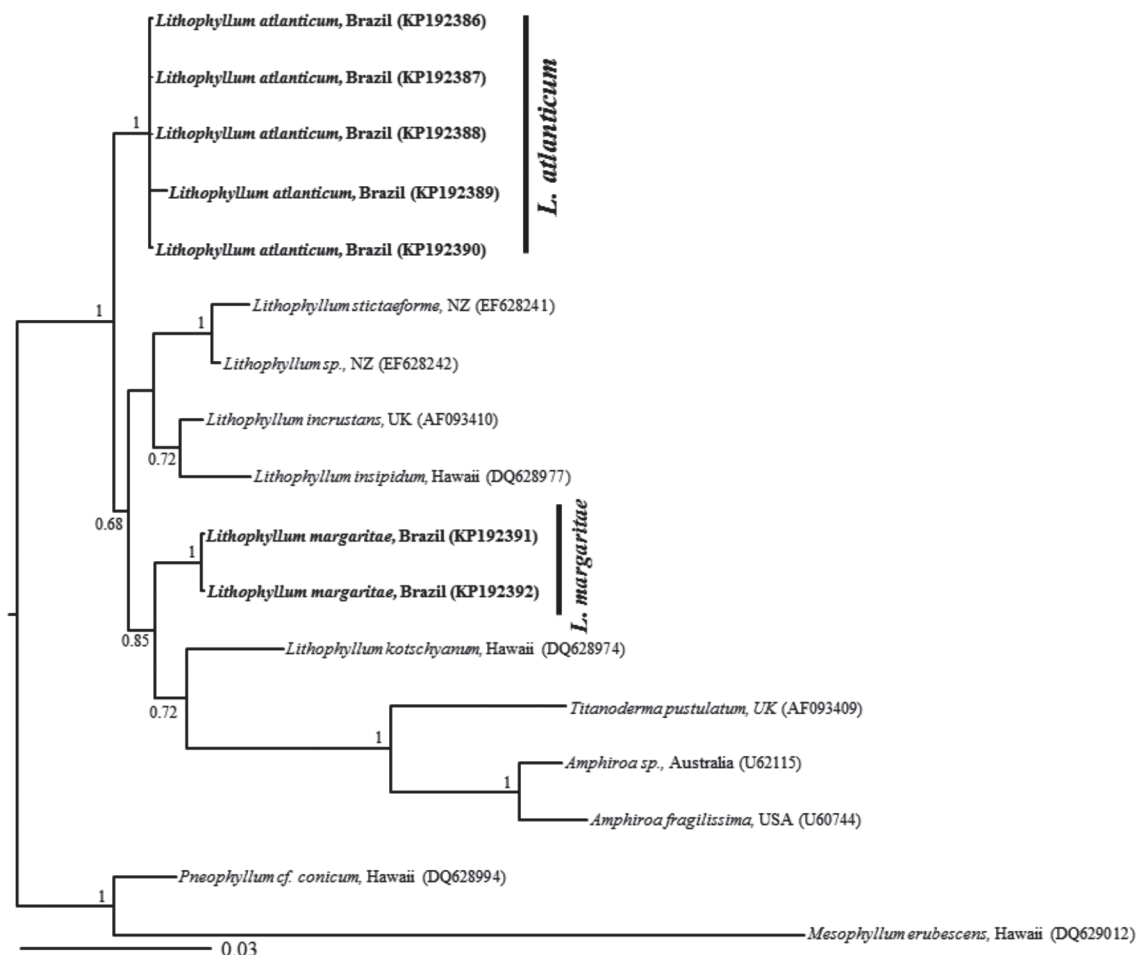 Lithophyllum atlanticum, Brazil (KP192386)
Lithophyllum atlanticum, Brazil (KP192387)
L. atlanticum
1
Lithophyllum atlanticum, Brazil (KP192388)
Lithophyllum atlanticum, Brazil (KP192389)
Lithophyllum atlanticum, Brazil (KP192390)
1
Lithophyllum stictaeforme, NZ (EF628241)
1
Lithophyllum sp., NZ (EF628242)
Lithophyllum incrustans, UK (AF093410)
0.72
Lithophyllum insipidum, Hawaii (DQ628977)
0.68
Lithophyllum margaritae, Brazil (KP192391)
1
L. margaritae
Lithophyllum margaritae, Brazil (KP192392)
0.85
Lithophyllum kotschyanum, Hawaii (DQ628974)
0.72
Titanoderma pustulatum, UK (AF093409)
1
Amphiroa sp., Australia (U62115)
1
Amphiroa fragilissima, USA (U60744)
Pneophyllum cf. conicum, Hawaii (DQ628994)
1
Mesophyllum erubescens, Hawaii (DQ629012)
0.03